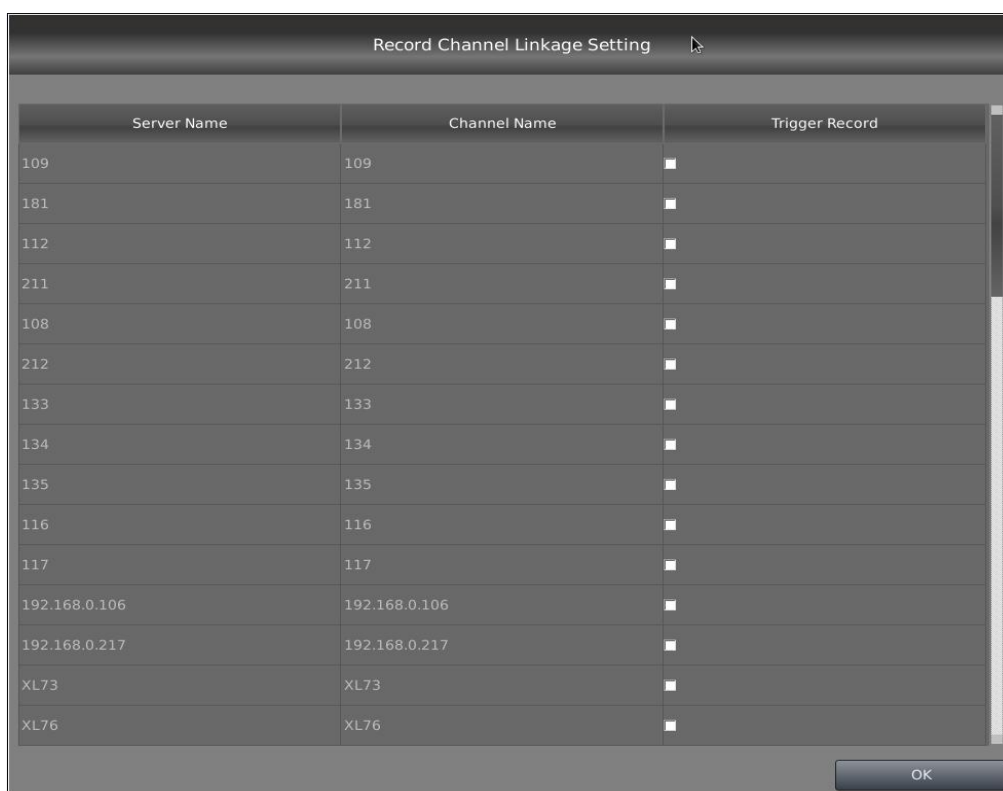 Record Channel Linkage Setting
Server Name Channel Name Trigger Record
109 109
181 181
112 112
211 211
108 108
212 212
133 133
134 134
135 135
116 116
117 117
192.168.0.106 192.168.0.106
192.168.0.217 192.168.0.217
XL73 XL73
XL76 XL76
OK